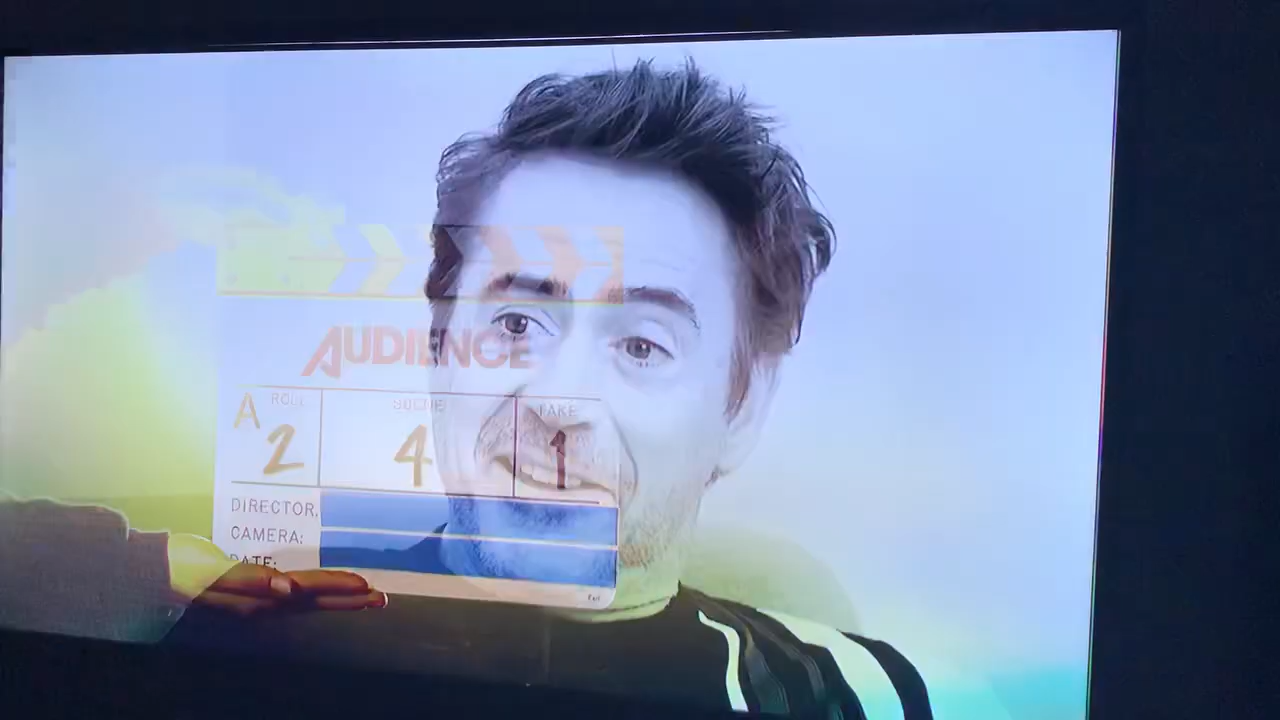 AUDIENCE
ROLL SCENE TAKE
A 2 4 1
DIRECTOR:
CAMERA:
DATE: